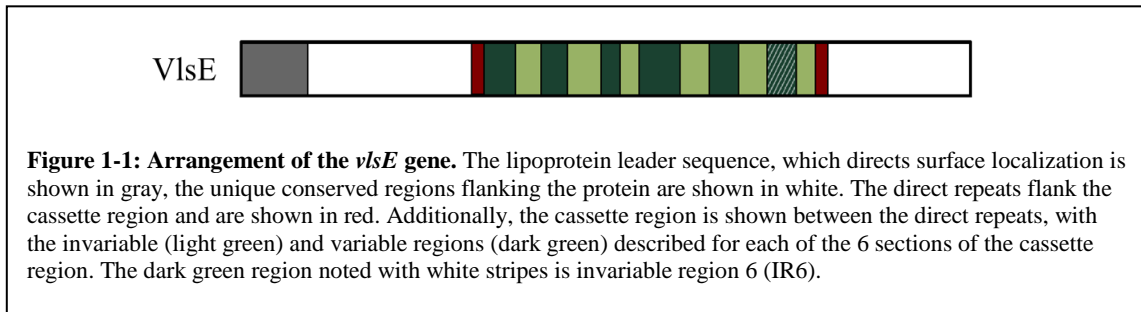 VlsE
Figure 1-1: Arrangement of the vlsE gene. The lipoprotein leader sequence, which directs surface localization is
shown in gray, the unique conserved regions flanking the protein are shown in white. The direct repeats flank the
cassette region and are shown in red. Additionally, the cassette region is shown between the direct repeats, with
the invariable (light green) and variable regions (dark green) described for each of the 6 sections of the cassette
region. The dark green region noted with white stripes is invariable region 6 (IR6).